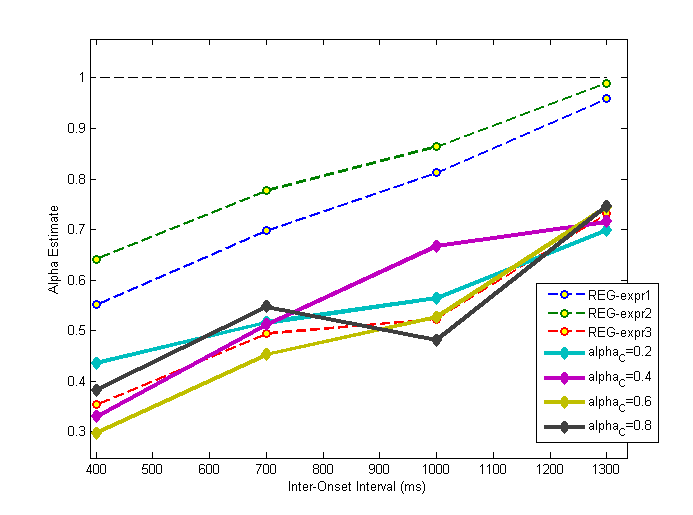 1
0.9
0.8
0.7
0.6
0.5
0.4
0.3
Alpha Estimate
400 500 600 700 800 900 1000 1100 1200 1300
Inter-Onset Interval (ms)
REG-expr1
REG-expr2
REG-expr3
alpha_C=0.2
alpha_C=0.4
alpha_C=0.6
alpha_C=0.8